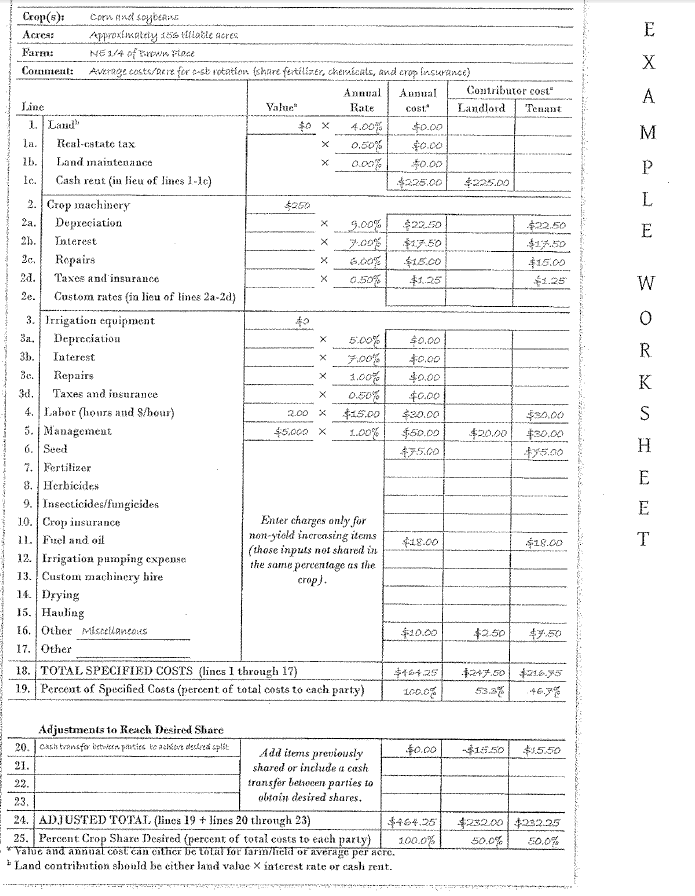 Crop(s): Corn and soybeans
Acres: Approximately 156 tillable acres
Farm: NE 1/4 of Brown Place
Comment: Average costs/acre for c-sb rotation (share fertilizer, chemicals, and crop insurance)
Annual Annual Contributor costª
Line Valueª Rate costª Landlord Tenant
1. Landᵇ $0 × 4.00% $0.00
1a. Real-estate tax × 0.50% $0.00
1b. Land maintenance × 0.00% $0.00
1c. Cash rent (in lieu of lines 1-1c) $225.00 $225.00
2. Crop machinery $250
2a. Depreciation × 9.00% $22.50 $22.50
2b. Interest × 7.00% $17.50 $17.50
2c. Repairs × 6.00% $15.00 $15.00
2d. Taxes and insurance × 0.50% $1.25 $1.25
2e. Custom rates (in lieu of lines 2a-2d)
3. Irrigation equipment $0
3a. Depreciation × 5.00% $0.00
3b. Interest × 7.00% $0.00
3c. Repairs × 1.00% $0.00
3d. Taxes and insurance × 0.50% $0.00
4. Labor (hours and $/hour) 2.00 × $15.00 $30.00 $30.00
5. Management $5,000 × 1.00% $50.00 $20.00 $30.00
6. Seed $75.00 $75.00
7. Fertilizer
8. Herbicides
9. Insecticides/fungicides
10. Crop insurance
11. Fuel and oil $18.00 $18.00
12. Irrigation pumping expense
13. Custom machinery hire
14. Drying
15. Hauling
16. Other Miscellaneous $10.00 $2.50 $7.50
17. Other
Enter charges only for
non-yield increasing items
(those inputs not shared in
the same percentage as the
crop).
18. TOTAL SPECIFIED COSTS (lines 1 through 17) $464.25 $247.50 $216.75
19. Percent of Specified Costs (percent of total costs to each party) 100.0% 53.3% 46.7%
Adjustments to Reach Desired Share
20. Cash transfer between parties to achieve desired split $0.00 -$15.50 $15.50
21.
22.
23.
Add items previously
shared or include a cash
transfer between parties to
obtain desired shares.
24. ADJUSTED TOTAL (lines 19 + lines 20 through 23) $464.25 $232.00 $232.25
25. Percent Crop Share Desired (percent of total costs to each party) 100.0% 50.0% 50.0%
ª Value and annual cost can either be total for farm/field or average per acre.
ᵇ Land contribution should be either land value × interest rate or cash rent.
EXAMPLE WORKSHEET